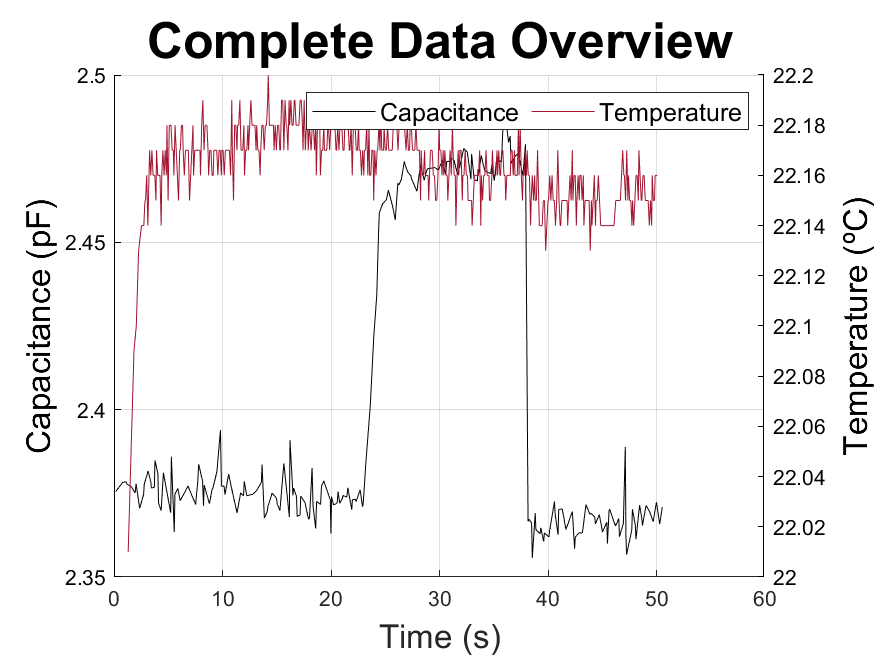 Complete Data Overview
Capacitance Temperature
Capacitance (pF)
2.5
2.45
2.4
2.35
22.2
22.18
22.16
22.14
22.12
22.1
22.08
22.06
22.04
22.02
22
Temperature (ºC)
0 10 20 30 40 50 60
Time (s)